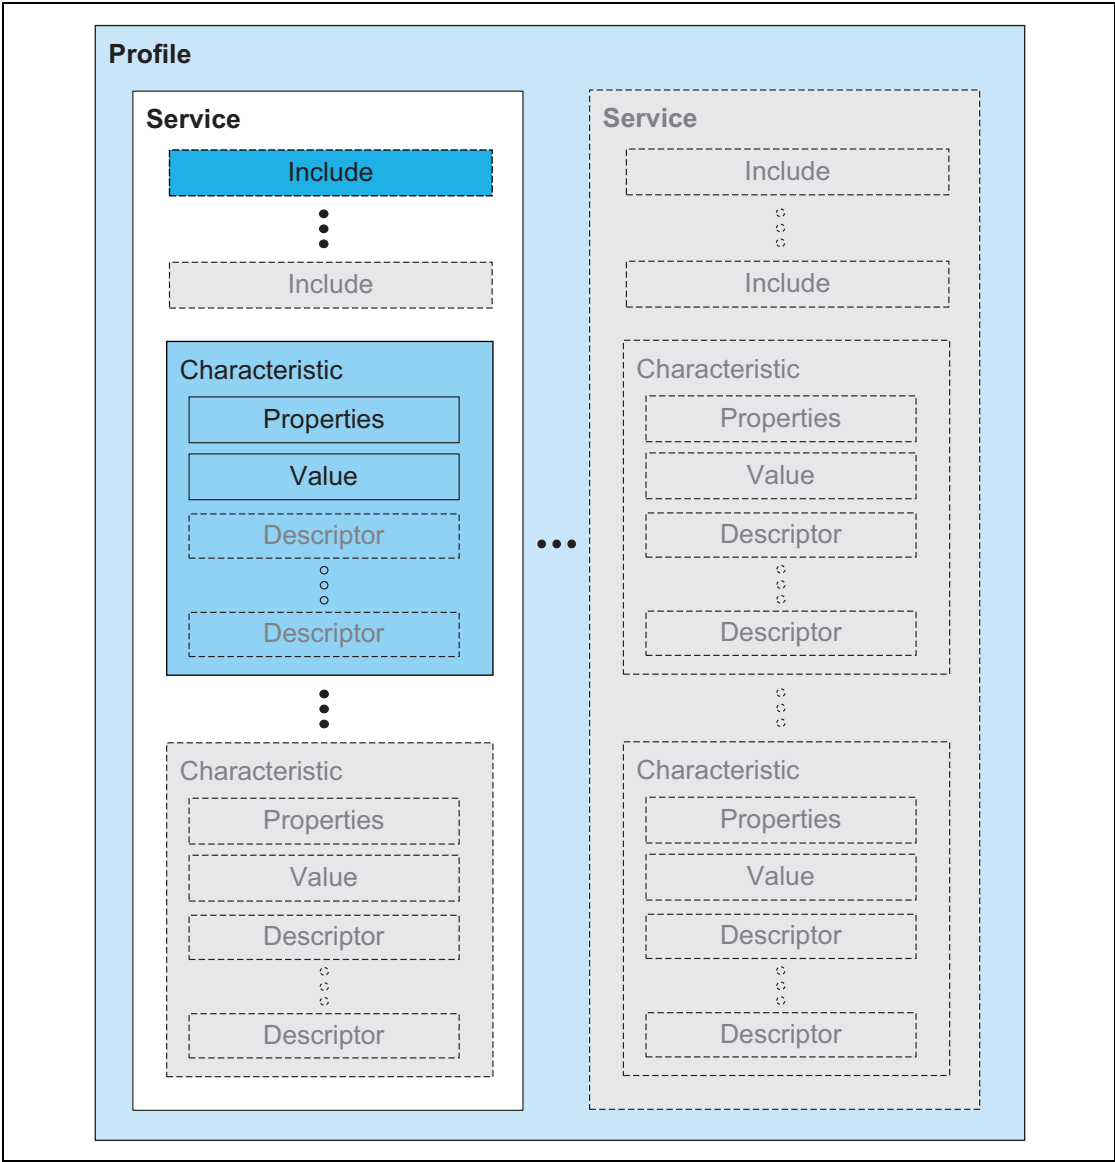 Profile
Service
Include
Include
Characteristic
Properties
Value
Descriptor
Descriptor
Characteristic
Properties
Value
Descriptor
Descriptor
Service
Include
Include
Characteristic
Properties
Value
Descriptor
Descriptor
Characteristic
Properties
Value
Descriptor
Descriptor